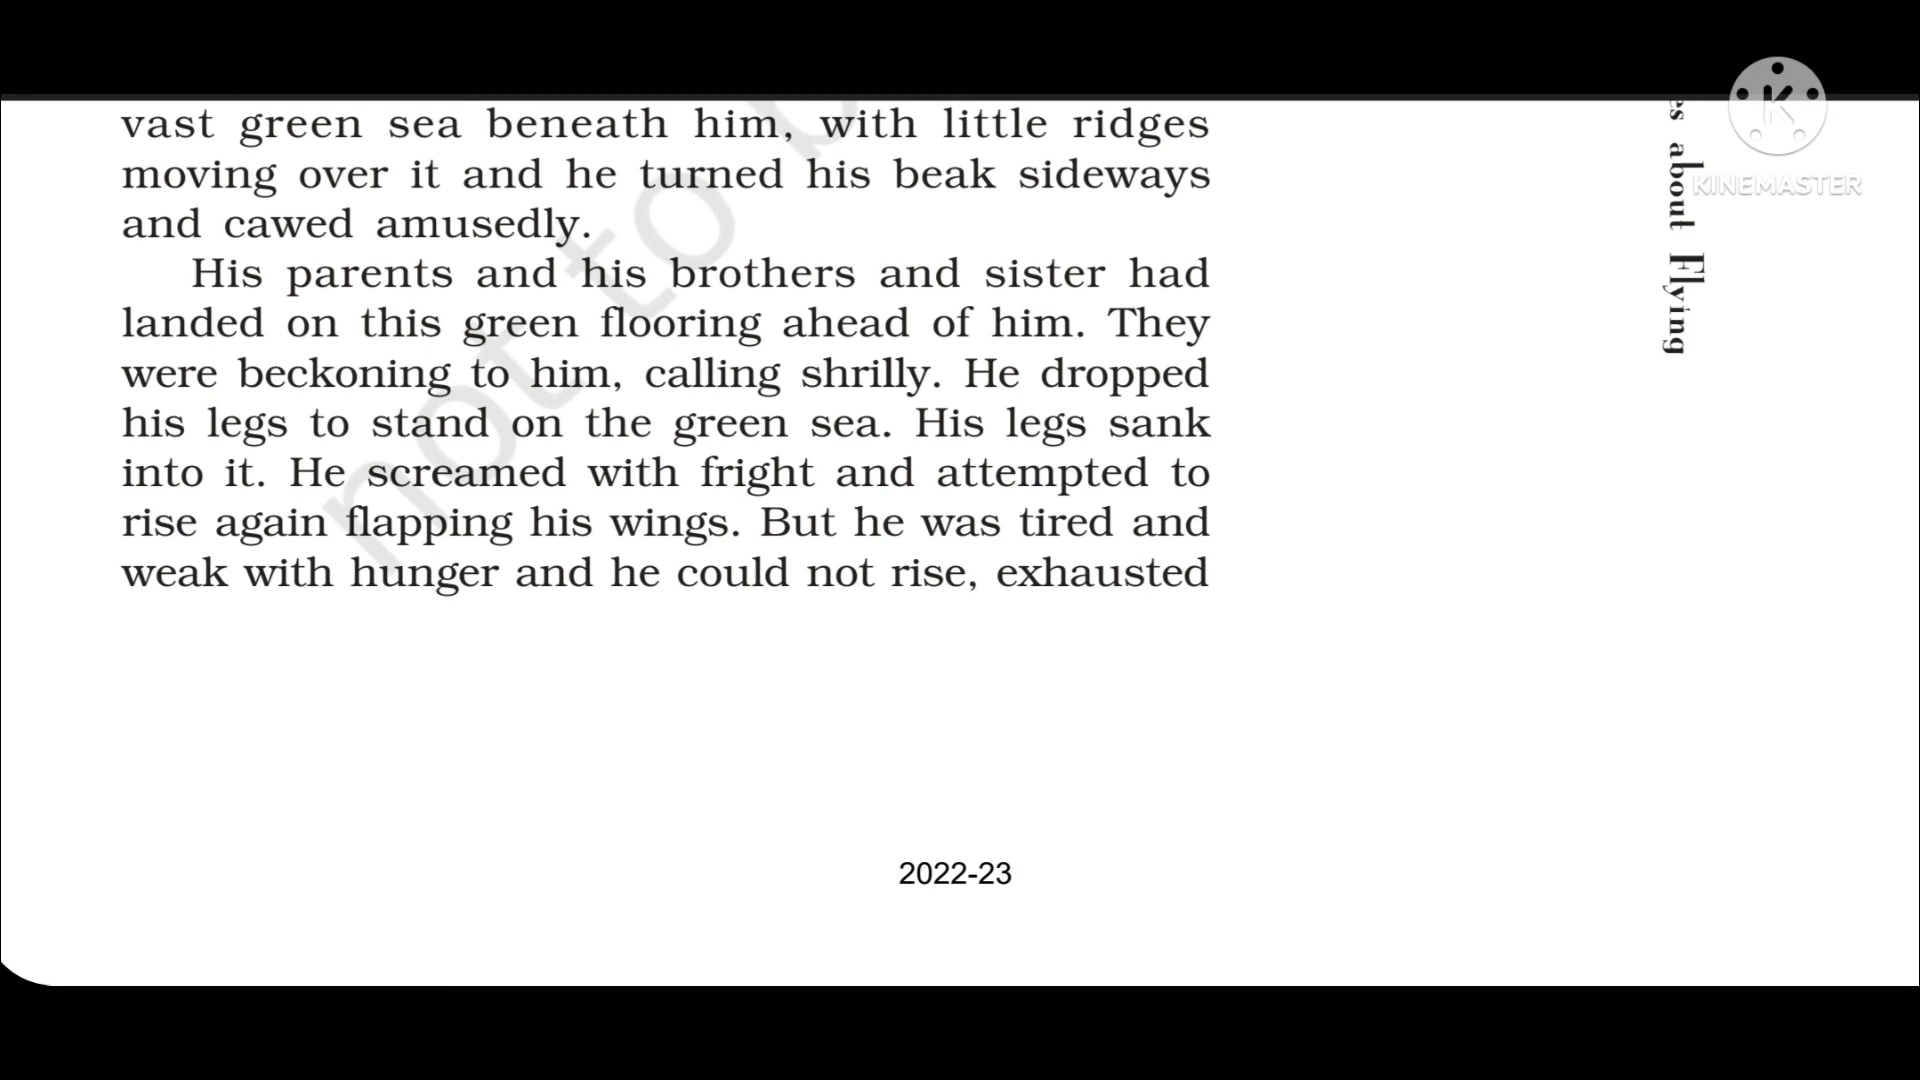 vast green sea beneath him, with little ridges
moving over it and he turned his beak sideways
and cawed amusedly.
His parents and his brothers and sister had
landed on this green flooring ahead of him. They
were beckoning to him, calling shrilly. He dropped
his legs to stand on the green sea. His legs sank
into it. He screamed with fright and attempted to
rise again flapping his wings. But he was tired and
weak with hunger and he could not rise, exhausted
not to b
about Flying
KINEMASTER
2022-23